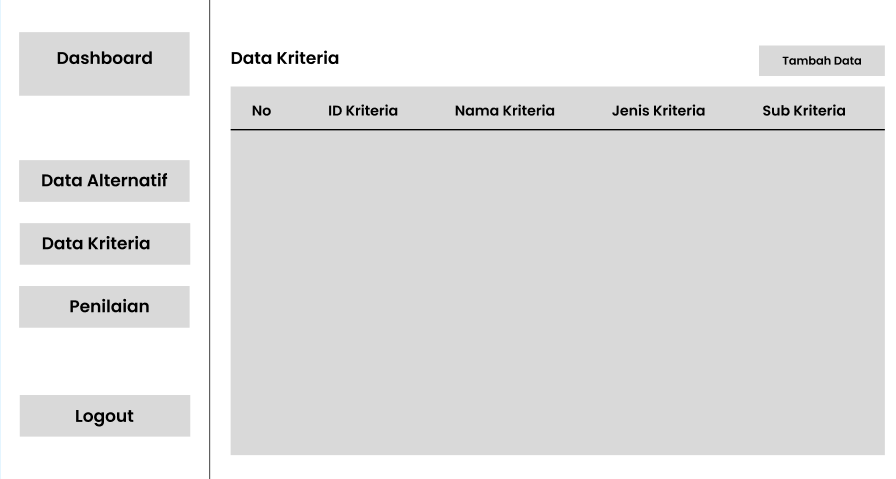 Dashboard
Data Alternatif
Data Kriteria
Penilaian
Logout
Data Kriteria
Tambah Data
No ID Kriteria Nama Kriteria Jenis Kriteria Sub Kriteria